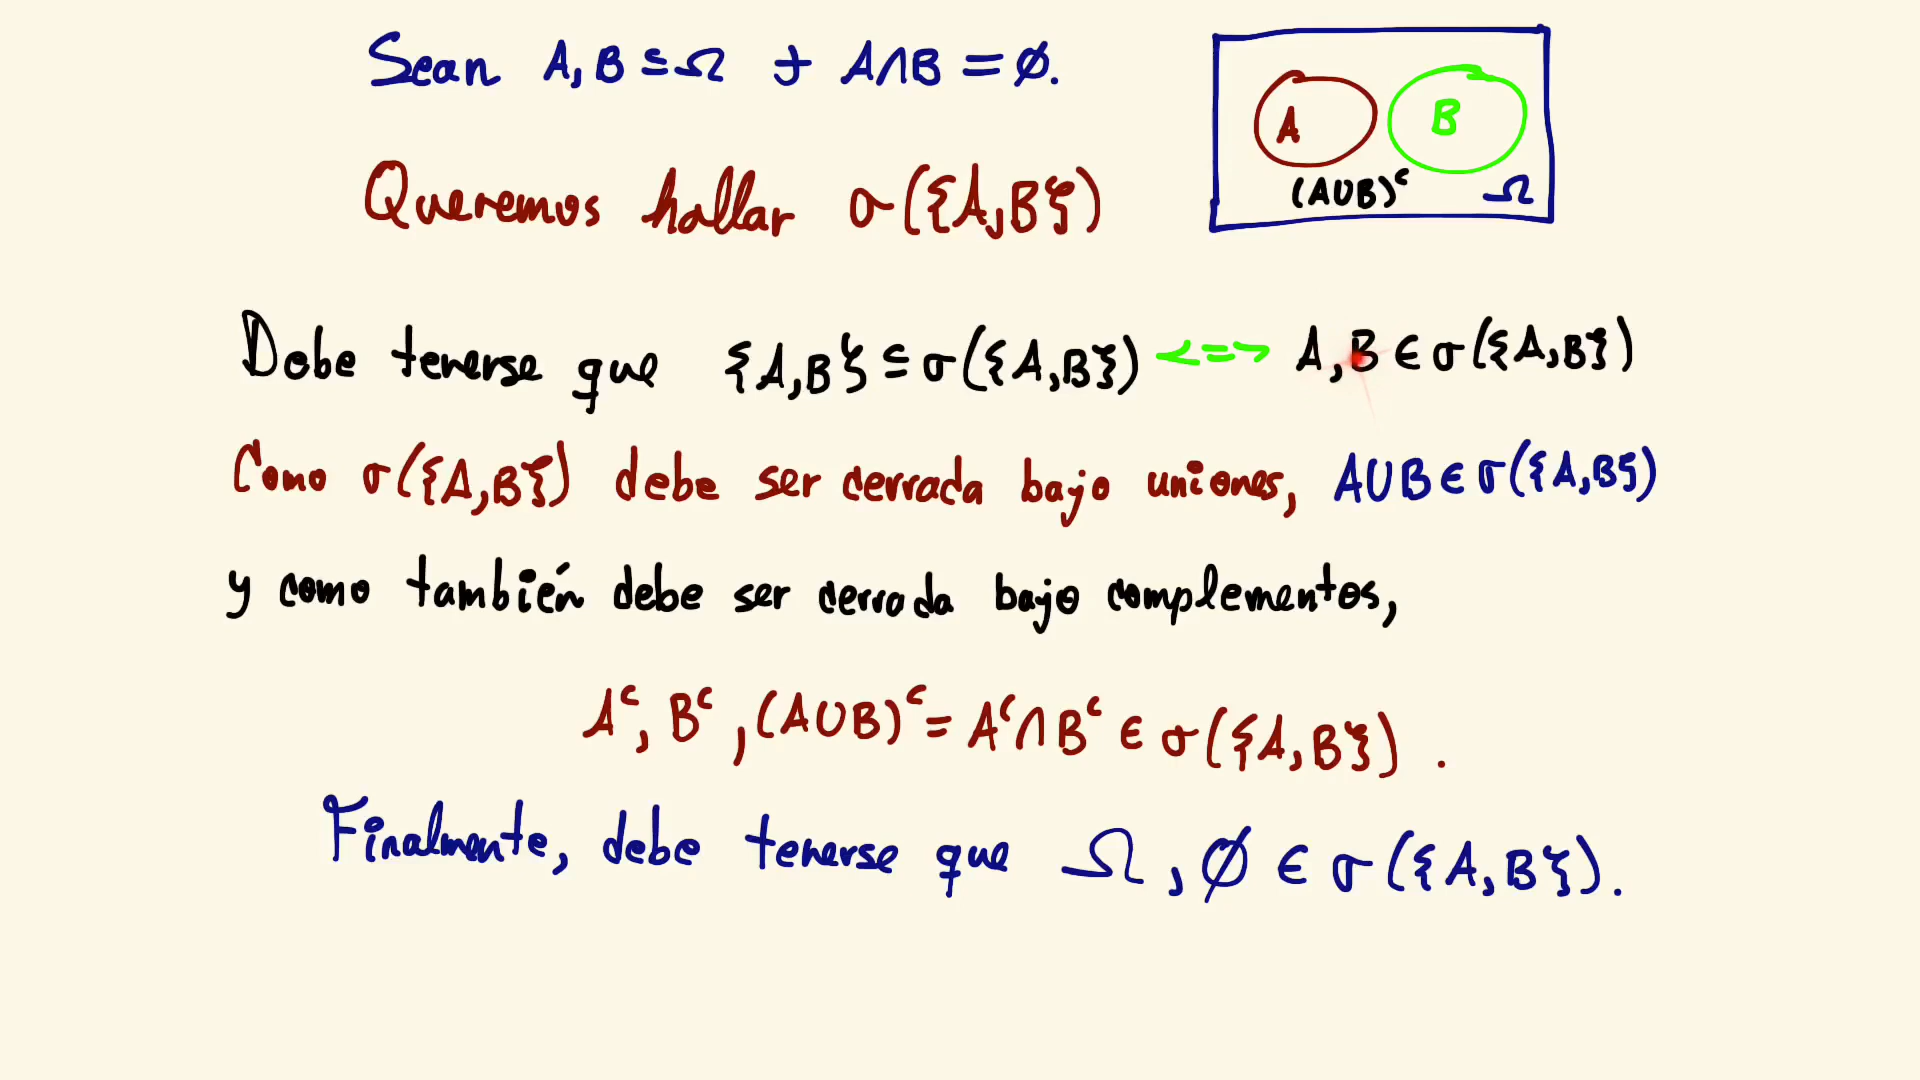 Sean A, B ⊆ Ω + A∩B = ∅.
A
B
(A∪B)ᶜ
Ω
Queremos hallar σ({A,B})
Debe tenerse que {A,B} ⊆ σ({A,B}) <=> A,B ∈ σ({A,B})
Como σ({A,B}) debe ser cerrada bajo uniones, A∪B ∈ σ({A,B})
y como también debe ser cerrada bajo complementos,
Aᶜ, Bᶜ, (A∪B)ᶜ = Aᶜ∩Bᶜ ∈ σ({A,B}).
Finalmente, debe tenerse que Ω, ∅ ∈ σ({A,B}).